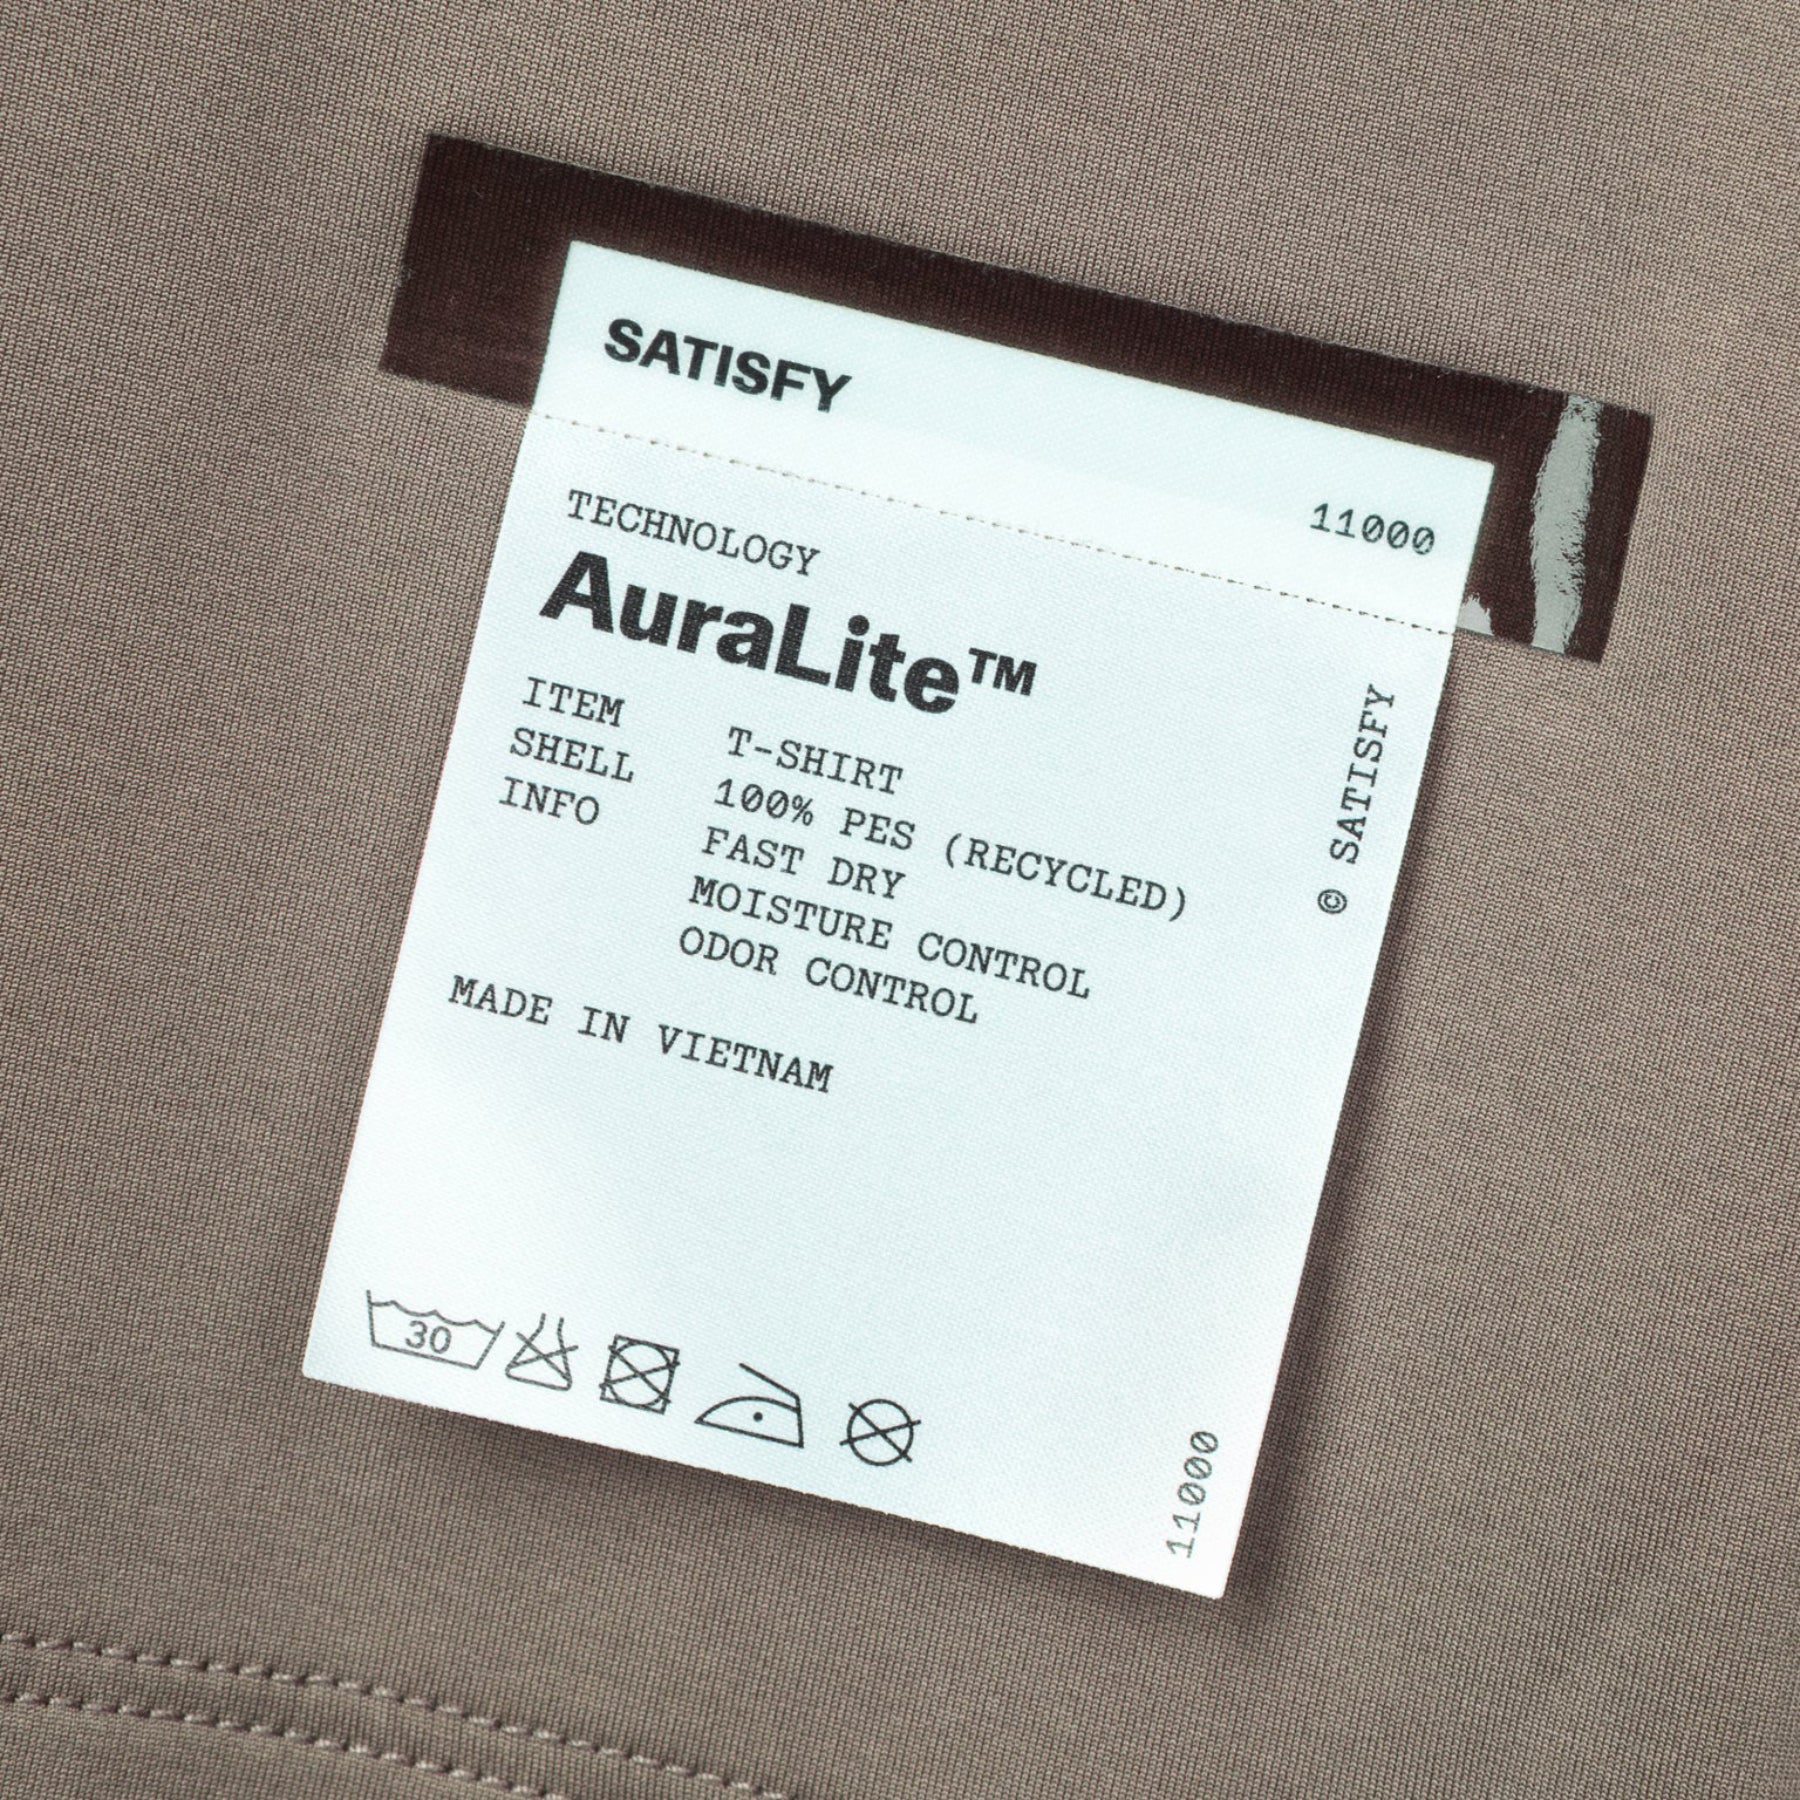 SATISFY
11000
TECHNOLOGY
AuraLite™
ITEM T-SHIRT
SHELL 100% PES (RECYCLED)
INFO FAST DRY
MOISTURE CONTROL
ODOR CONTROL
MADE IN VIETNAM
© SATISFY
30
11000